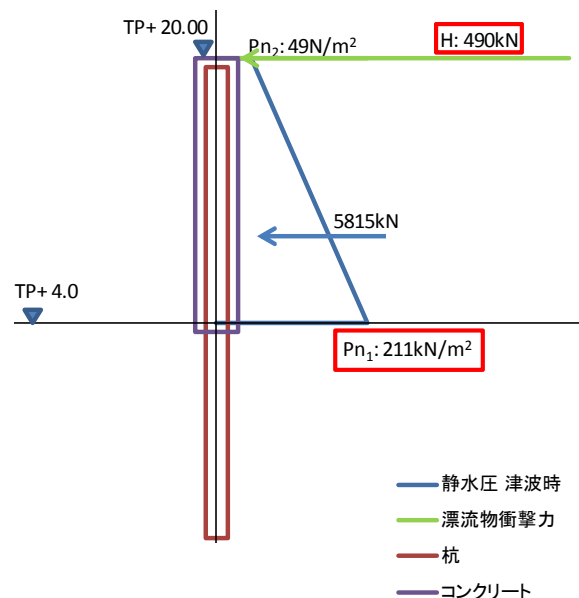 TP+ 20.00
Pn₂: 49N/m²
H: 490kN
5815kN
TP+ 4.0
Pn₁: 211kN/m²
静水圧 津波時
漂流物衝撃力
杭
コンクリート